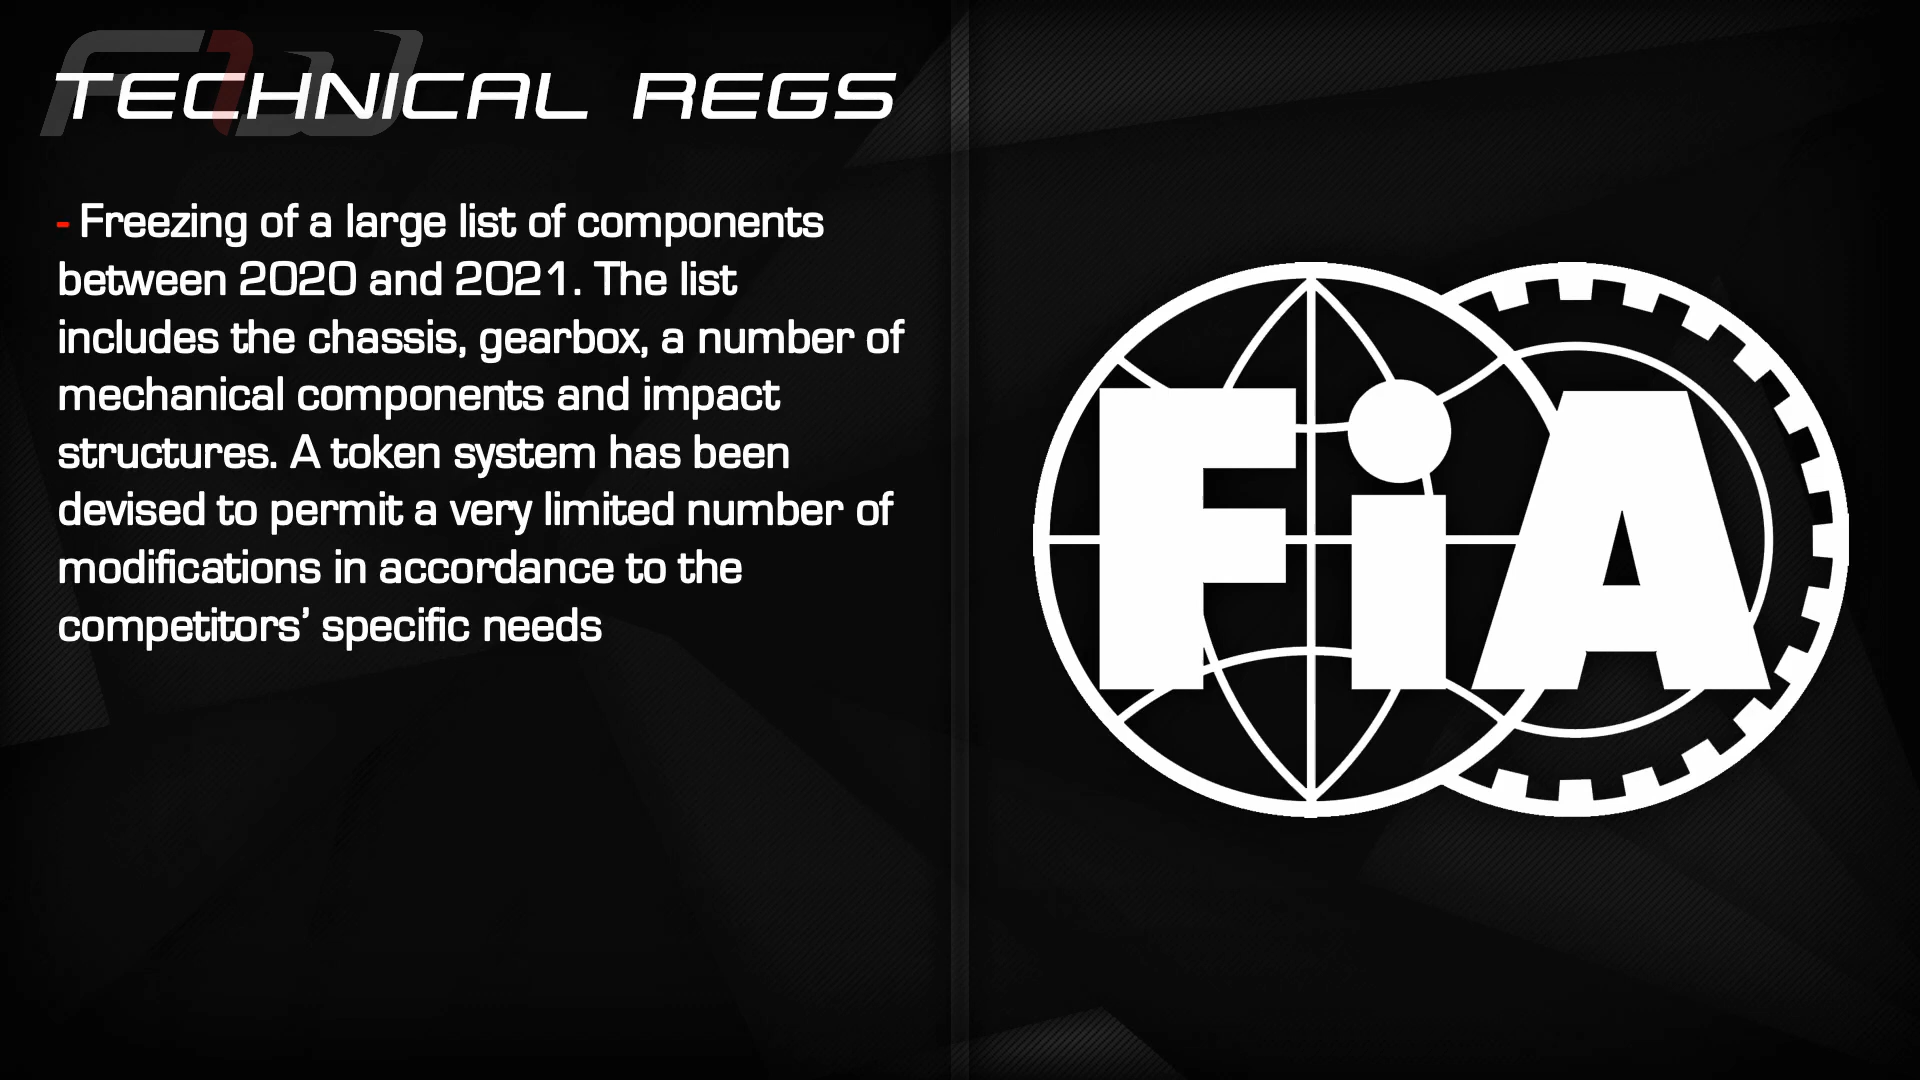 F1W
TECHNICAL REGS
- Freezing of a large list of components
between 2020 and 2021. The list
includes the chassis, gearbox, a number of
mechanical components and impact
structures. A token system has been
devised to permit a very limited number of
modifications in accordance to the
competitors’ specific needs
FiA